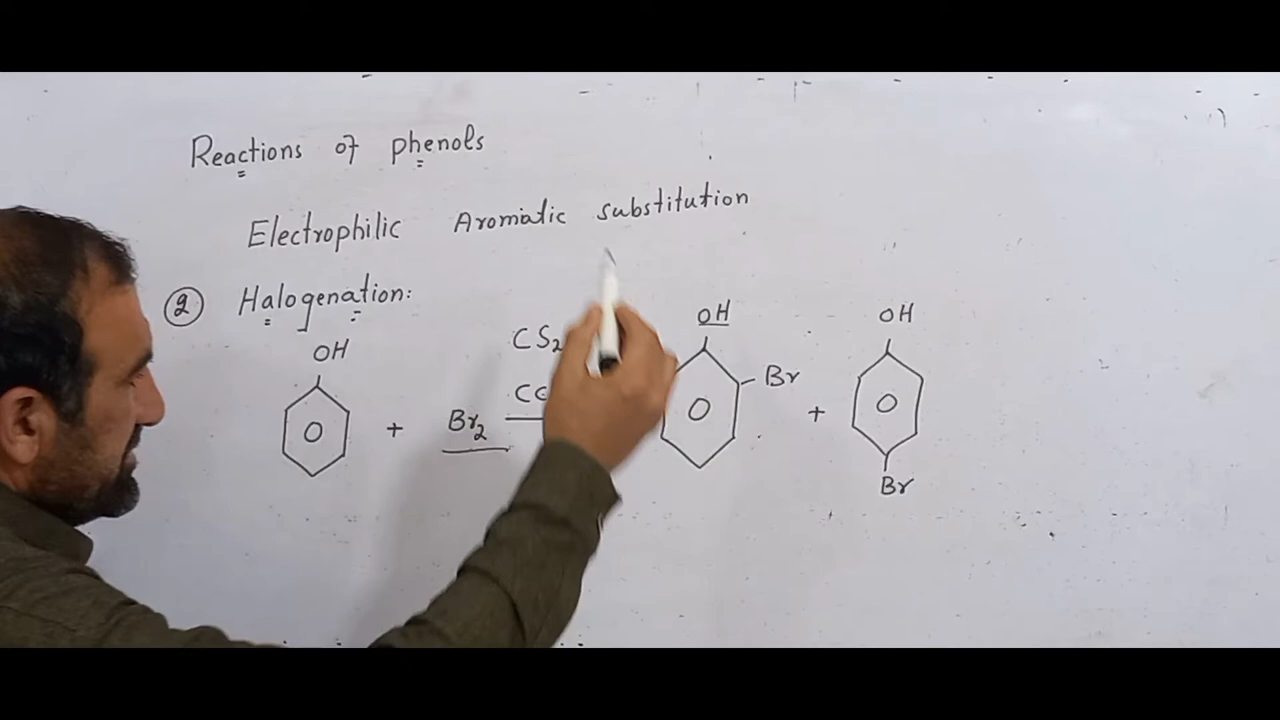 Reactions of phenols
Electrophilic Aromatic substitution
② Halogenation:
OH + Br₂
CS₂
OH Br +
OH Br